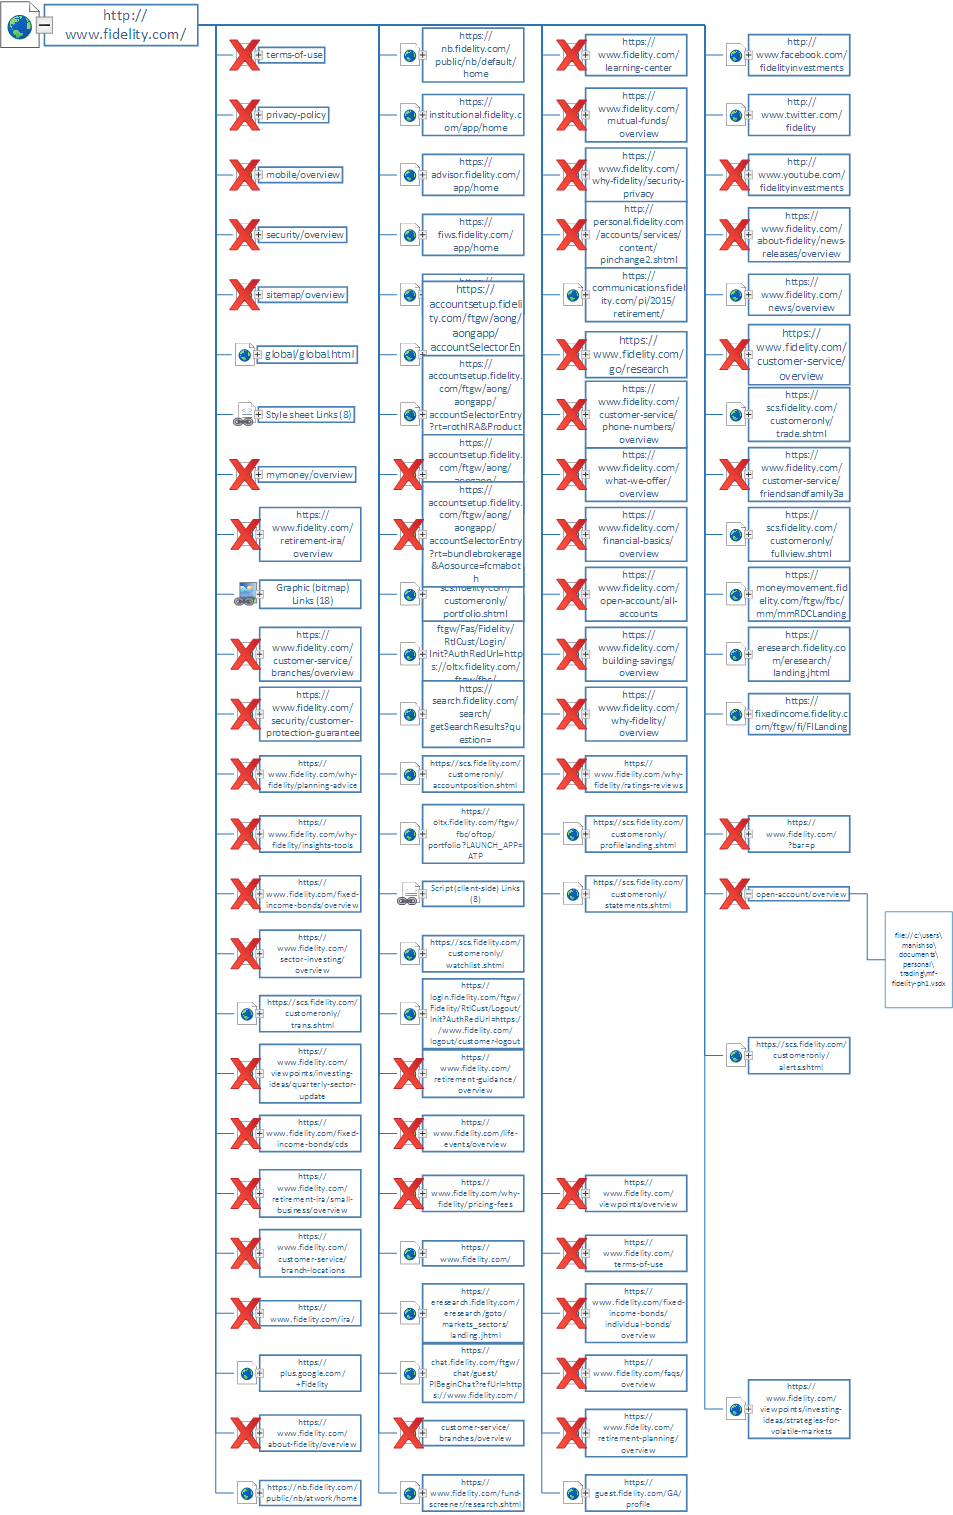 http://
www.fidelity.com/
terms-of-use
privacy-policy
mobile/overview
security/overview
sitemap/overview
global/global.html
Style sheet Links (8)
mymoney/overview
https://
www.fidelity.com/
retirement-ira/
overview
Graphic (bitmap)
Links (18)
https://
www.fidelity.com/
customer-service/
branches/overview
https://
www.fidelity.com/
security/customer-
protection-guarantee
https://
www.fidelity.com/why-
fidelity/planning-advice
https://
www.fidelity.com/why-
fidelity/insights-tools
https://
www.fidelity.com/fixed-
income-bonds/overview
https://
www.fidelity.com/
sector-investing/
overview
https://scs.fidelity.com/
customeronly/
trans.shtml
https://
www.fidelity.com/
viewpoints/investing-
ideas/quarterly-sector-
update
https://
www.fidelity.com/fixed-
income-bonds/cds
https://
www.fidelity.com/
retirement-ira/small-
business/overview
https://
www.fidelity.com/
customer-service/
branch-locations
https://
www.fidelity.com/ira/
https://
plus.google.com/
+Fidelity
https://
www.fidelity.com/
about-fidelity/overview
https://nb.fidelity.com/
public/nb/atwork/home
https://
nb.fidelity.com/
public/nb/default/
home
https://
institutional.fidelity.c
om/app/home
https://
advisor.fidelity.com/
app/home
https://
fiws.fidelity.com/
app/home
https://
accountsetup.fideli
ty.com/ftgw/aong/
aongapp/
accountSelectorEn
https://
accountsetup.fidelity.
com/ftgw/aong/
aongapp/
accountSelectorEntry
?rt=rothIRA&Product
https://
accountsetup.fidelity.
com/ftgw/aong/
https://
accountsetup.fidelity.
com/ftgw/aong/
aongapp/
accountSelectorEntry
?rt=bundlebrokerage
&Aosource=fcmabot
h
scs.fidelity.com/
customeronly/
portfolio.shtml
ftgw/Fas/Fidelity/
RtlCust/Login/
Init?AuthRedUrl=http
s://oltx.fidelity.com/
ftgw/fbc/
https://
search.fidelity.com/
search/
getSearchResults?qu
estion=
https://scs.fidelity.com/
customeronly/
accountposition.shtml
https://
oltx.fidelity.com/ftgw/
fbc/oftop/
portfolio?LAUNCH_APP=
ATP
Script (client-side) Links
(8)
https://scs.fidelity.com/
customeronly/
watchlist.shtml
https://
login.fidelity.com/ftgw/
Fidelity/RtlCust/Logout/
Init?AuthRedUrl=https:/
/www.fidelity.com/
logout/customer-logout
https://
www.fidelity.com/
retirement-guidance/
overview
https://
www.fidelity.com/life-
events/overview
https://
www.fidelity.com/why-
fidelity/pricing-fees
https://
www.fidelity.com/
https://
eresearch.fidelity.com/
eresearch/goto/
markets_sectors/
landing.jhtml
https://
chat.fidelity.com/ftgw/
chat/guest/
PIBeginChat?refUrl=http
s://www.fidelity.com/
customer-service/
branches/overview
https://
www.fidelity.com/fund-
screener/research.shtml
https://
www.fidelity.com/
learning-center
https://
www.fidelity.com/
mutual-funds/
overview
https://
www.fidelity.com/
why-fidelity/security-
privacy
http://
personal.fidelity.com
/accounts/services/
content/
pinchange2.shtml
https://
communications.fidel
ity.com/pi/2015/
retirement/
https://
www.fidelity.com/
go/research
https://
www.fidelity.com/
customer-service/
phone-numbers/
overview
https://
www.fidelity.com/
what-we-offer/
overview
https://
www.fidelity.com/
financial-basics/
overview
https://
www.fidelity.com/
open-account/all-
accounts
https://
www.fidelity.com/
building-savings/
overview
https://
www.fidelity.com/
why-fidelity/
overview
https://
www.fidelity.com/why-
fidelity/ratings-reviews
https://scs.fidelity.com/
customeronly/
profilelanding.shtml
https://scs.fidelity.com/
customeronly/
statements.shtml
https://
www.fidelity.com/
viewpoints/overview
https://
www.fidelity.com/
terms-of-use
https://
www.fidelity.com/fixed-
income-bonds/
individual-bonds/
overview
https://
www.fidelity.com/faqs/
overview
https://
www.fidelity.com/
retirement-planning/
overview
https://
guest.fidelity.com/GA/
profile
http://
www.facebook.com/
fidelityinvestments
http://
www.twitter.com/
fidelity
http://
www.youtube.com/
fidelityinvestments
https://
www.fidelity.com/
about-fidelity/news-
releases/overview
https://
www.fidelity.com/
news/overview
https://
www.fidelity.com/
customer-service/
overview
https://
scs.fidelity.com/
customeronly/
trade.shtml
https://
www.fidelity.com/
customer-service/
friendsandfamily3a
https://
scs.fidelity.com/
customeronly/
fullview.shtml
https://
moneymovement.fid
elity.com/ftgw/fbc/
mm/mmRDCLanding
https://
eresearch.fidelity.co
m/eresearch/
landing.jhtml
https://
fixedincome.fidelity.c
om/ftgw/fi/FILanding
https://
www.fidelity.com/
?bar=p
open-account/overview
file://c:\users\
manishso\
documents\
personal\
trading\mf-
fidelity-ph1.vsdx
https://scs.fidelity.com/
customeronly/
alerts.shtml
https://
www.fidelity.com/
viewpoints/investing-
ideas/strategies-for-
volatile-markets